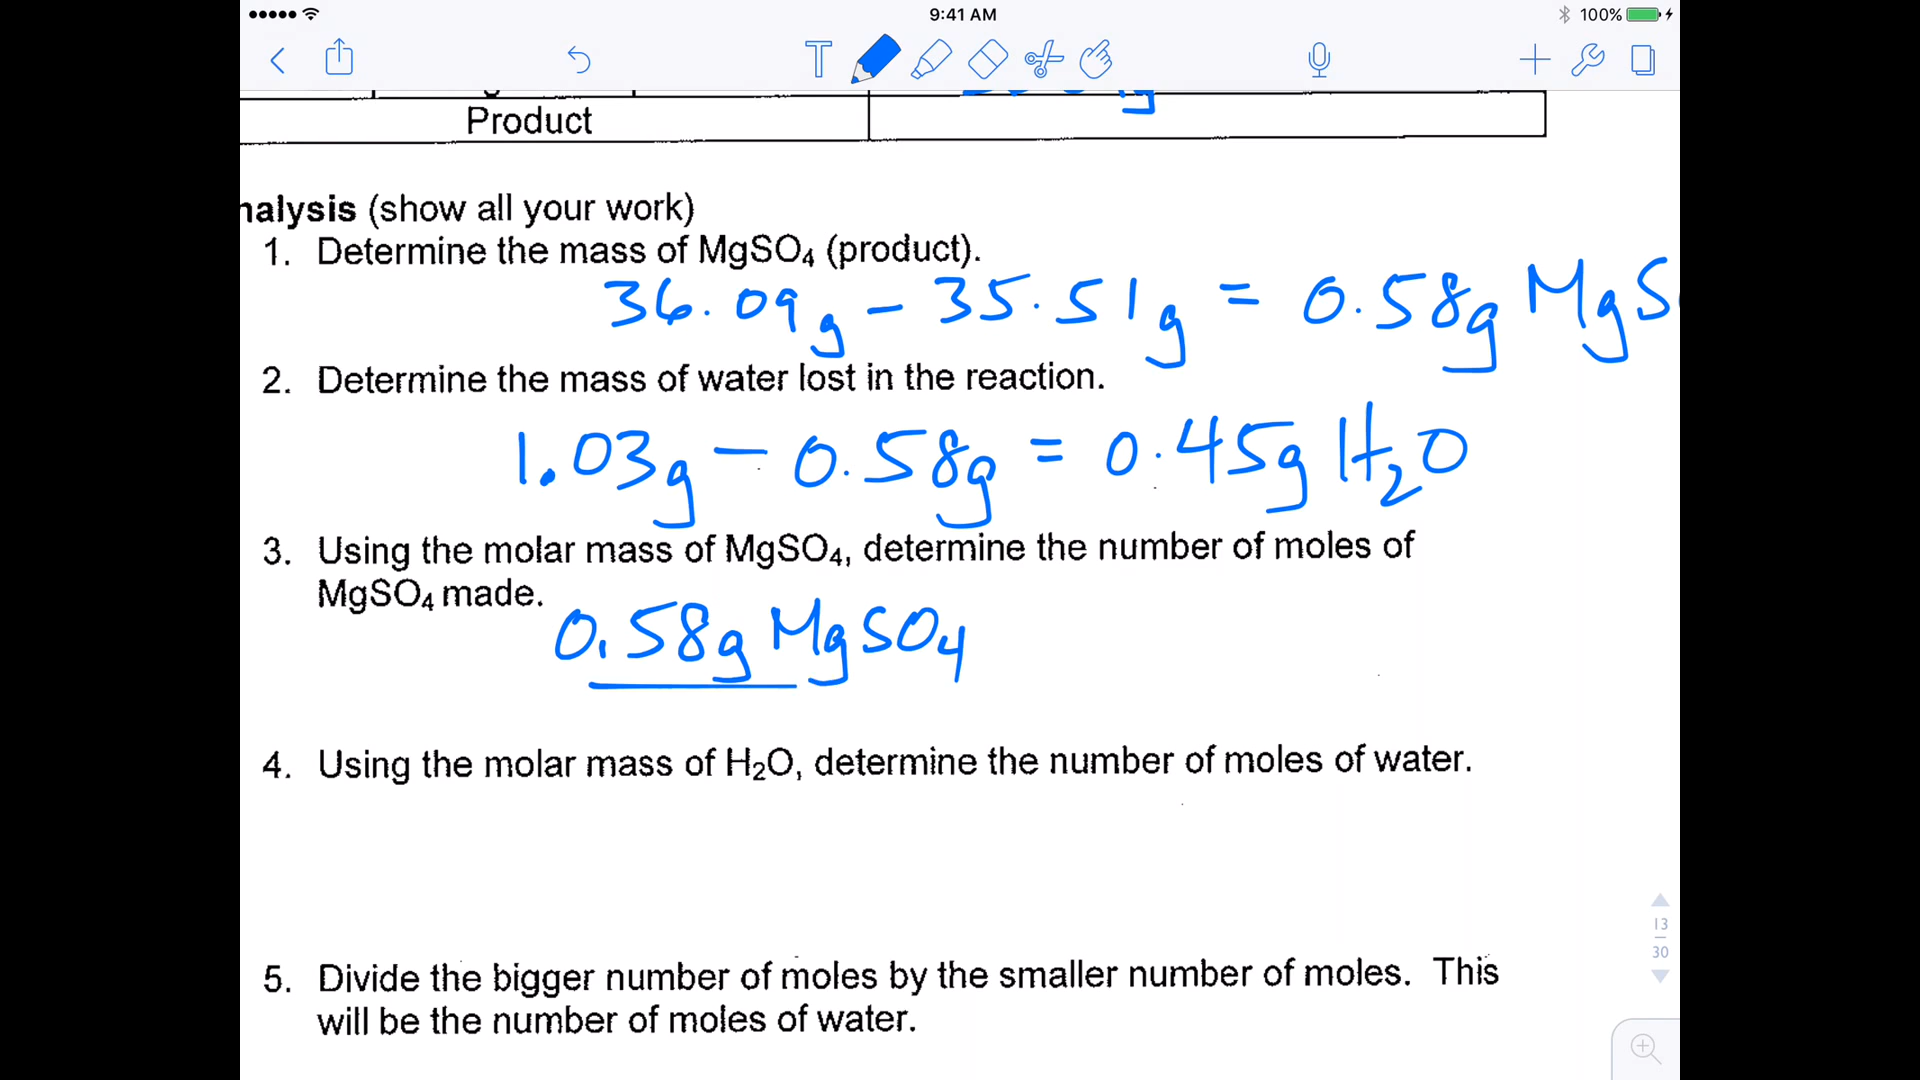 9:41 AM
100%
T
Product
nalysis (show all your work)
1. Determine the mass of MgSO₄ (product).
36.09g - 35.51g = 0.58g MgS
2. Determine the mass of water lost in the reaction.
1.03g - 0.58g = 0.45g H₂O
3. Using the molar mass of MgSO₄, determine the number of moles of
MgSO₄ made.
0.58g MgSO₄
4. Using the molar mass of H₂O, determine the number of moles of water.
13
30
5. Divide the bigger number of moles by the smaller number of moles. This
will be the number of moles of water.